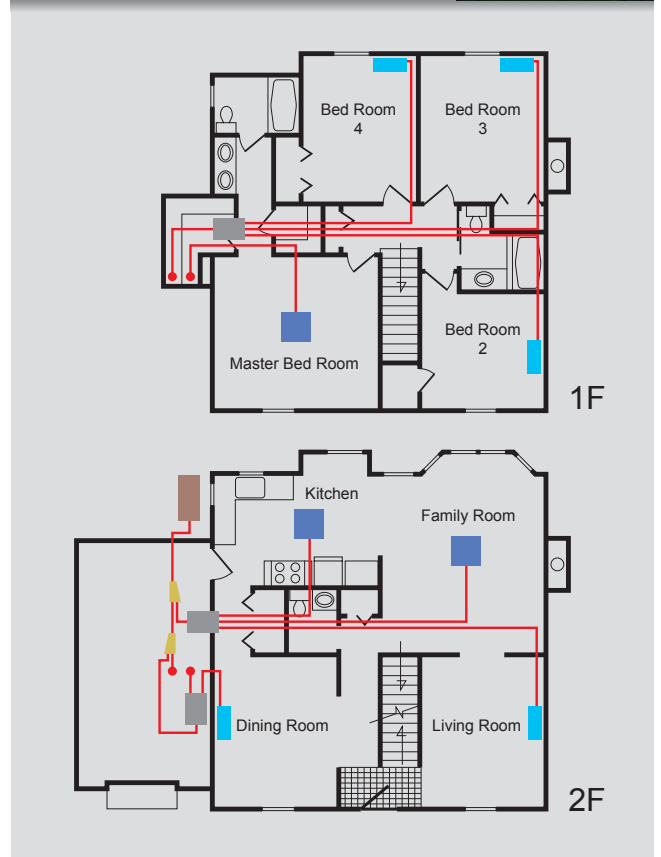 Bed Room
4
Bed Room
3
Bed Room
2
Master Bed Room
1F
Kitchen
Family Room
Dining Room
Living Room
2F